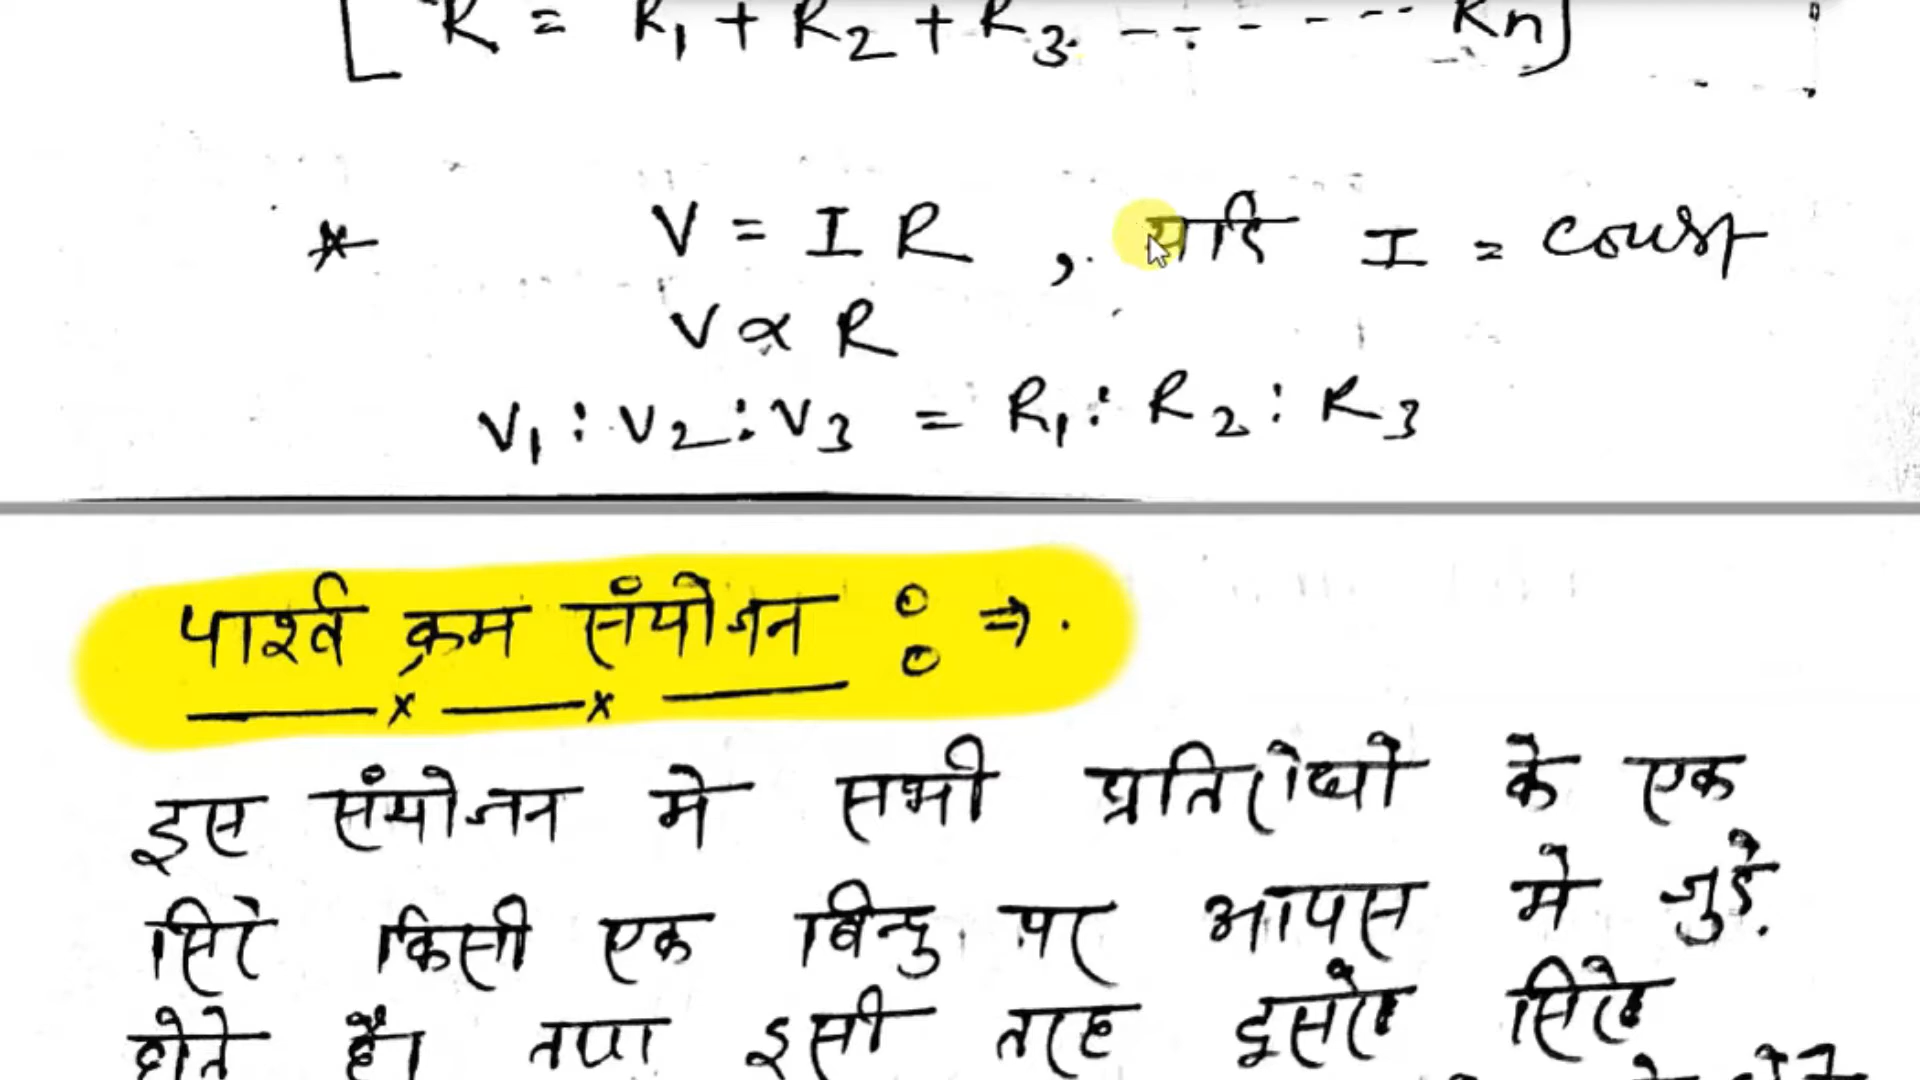 [ R = R1 + R2 + R3. - - - - - - - Rn]
* V = I R , यदि I = const
V ∝ R
V1 : V2 : V3 = R1 : R2 : R3
पार्श्व क्रम संयोजन : ⇒.
इस संयोजन मे सभी प्रतिरोधो के एक
सिरे किसी एक बिन्दु पर आपस मे जुड़े
होते है। तथा इसी तरह दूसरे सिरे